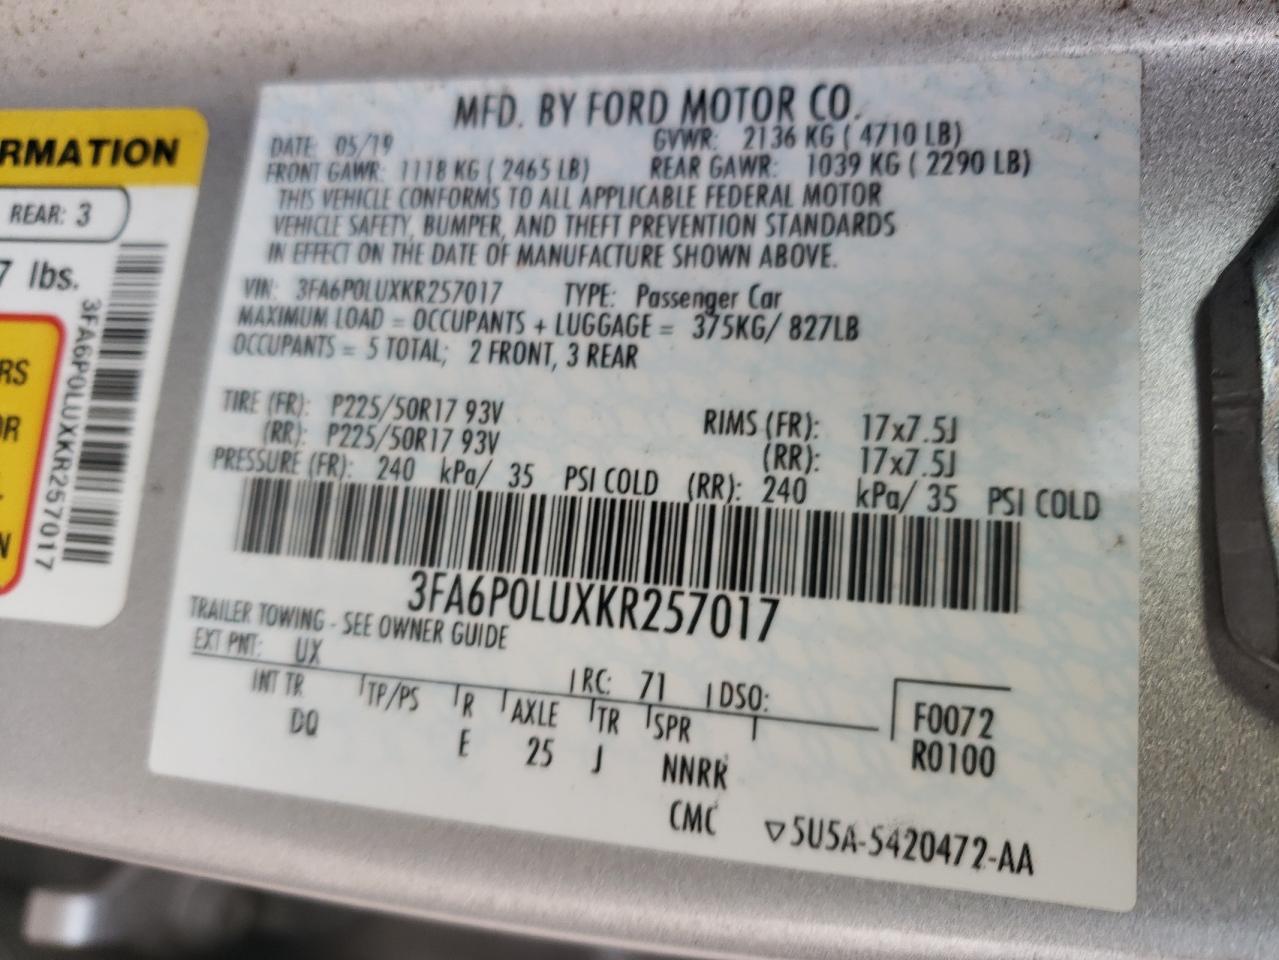 RMATION
REAR: 3
7 lbs.
RS
OR
N
3FA6P0LUXKR257017
MFD. BY FORD MOTOR CO.
DATE: 05/19 GVWR: 2136 KG ( 4710 LB)
FRONT GAWR: 1118 KG ( 2465 LB) REAR GAWR: 1039 KG ( 2290 LB)
THIS VEHICLE CONFORMS TO ALL APPLICABLE FEDERAL MOTOR
VEHICLE SAFETY, BUMPER, AND THEFT PREVENTION STANDARDS
IN EFFECT ON THE DATE OF MANUFACTURE SHOWN ABOVE.
VIN: 3FA6P0LUXKR257017 TYPE: Passenger Car
MAXIMUM LOAD = OCCUPANTS + LUGGAGE = 375KG/ 827LB
OCCUPANTS = 5 TOTAL; 2 FRONT, 3 REAR
TIRE (FR): P225/50R17 93V RIMS (FR): 17x7.5J
(RR): P225/50R17 93V (RR): 17x7.5J
PRESSURE (FR): 240 kPa/ 35 PSI COLD (RR): 240 kPa/ 35 PSI COLD
3FA6P0LUXKR257017
TRAILER TOWING - SEE OWNER GUIDE
EXT PNT: UX RC: 71 DSO:
INT TR TP/PS R AXLE TR SPR F0072
DQ E 25 J NNRR R0100
CMC ▽5U5A-5420472-AA